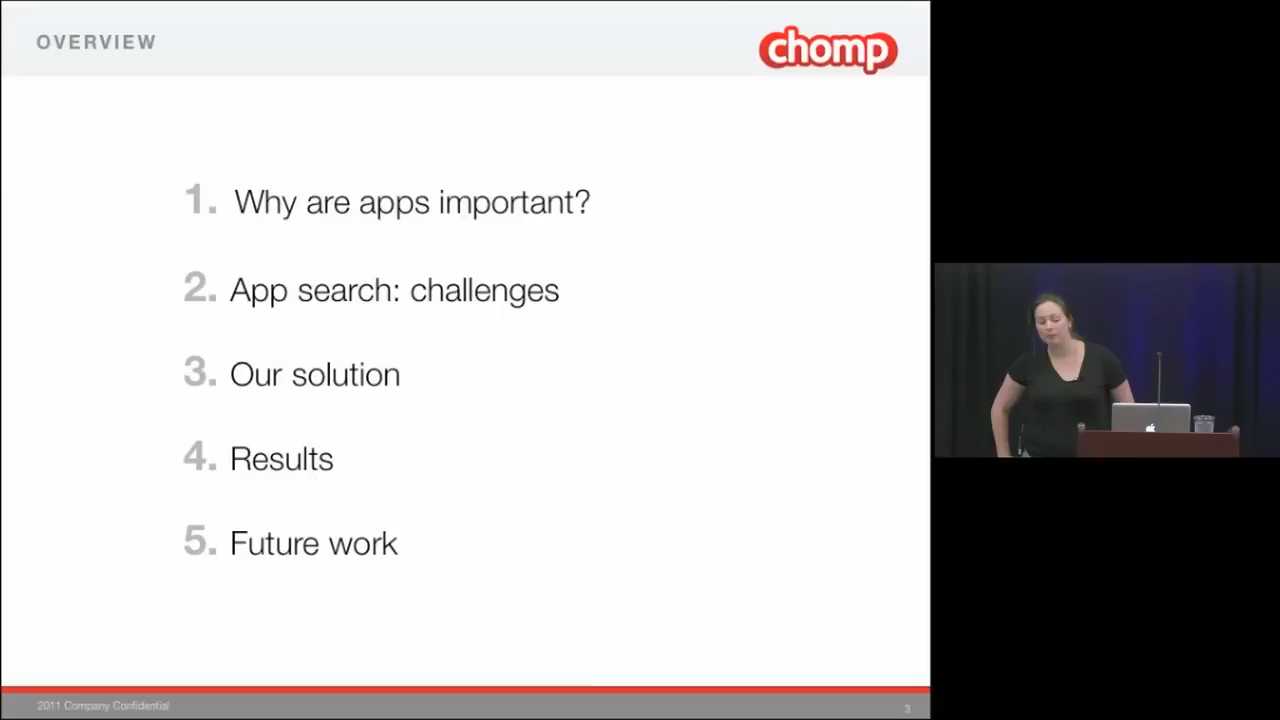 OVERVIEW
chomp
1. Why are apps important?
2. App search: challenges
3. Our solution
4. Results
5. Future work
2011 Company Confidential
3